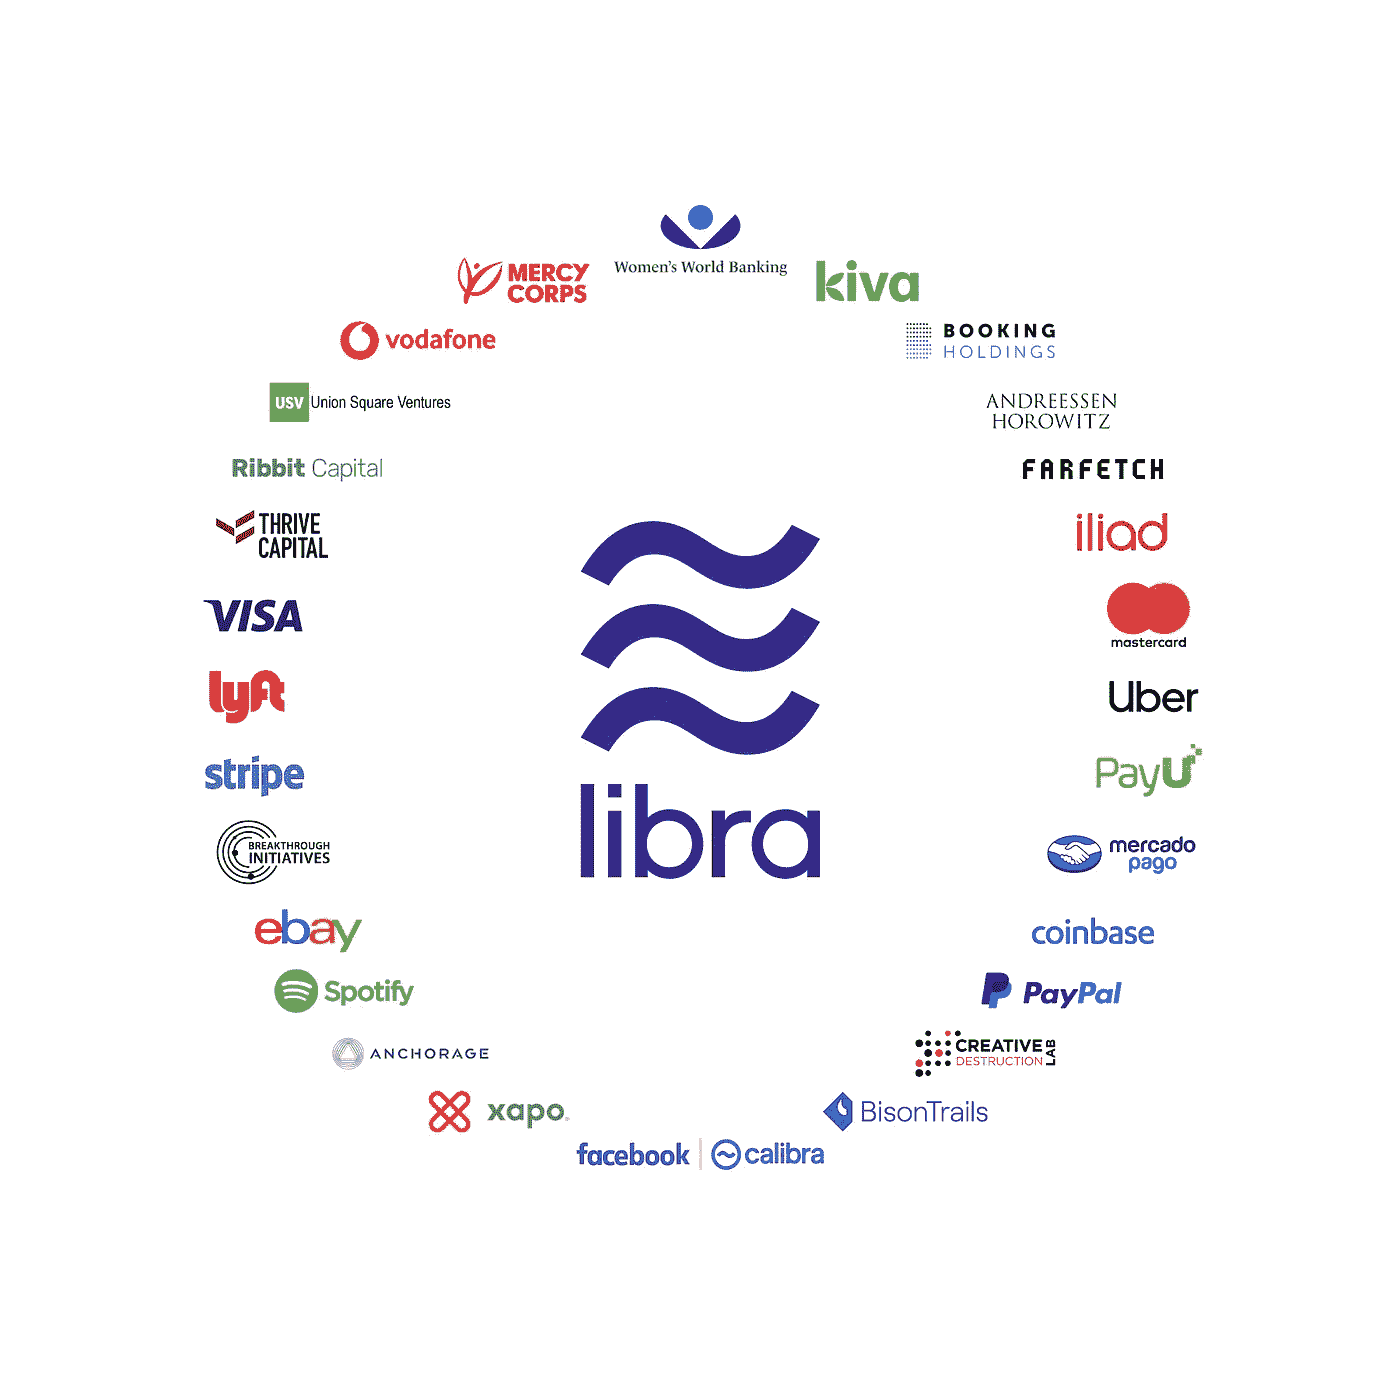 Women's World Banking
MERCY
CORPS
kiva
vodafone
BOOKING
HOLDINGS
USV Union Square Ventures
ANDREESSEN
HOROWITZ
Ribbit Capital
FARFETCH
THRIVE
CAPITAL
iliad
VISA
mastercard
lyft
Uber
stripe
PayU
libra
BREAKTHROUGH
INITIATIVES
mercado
pago
ebay
coinbase
Spotify
PayPal
ANCHORAGE
CREATIVE
DESTRUCTION
LAB
xapo
BisonTrails
facebook | calibra